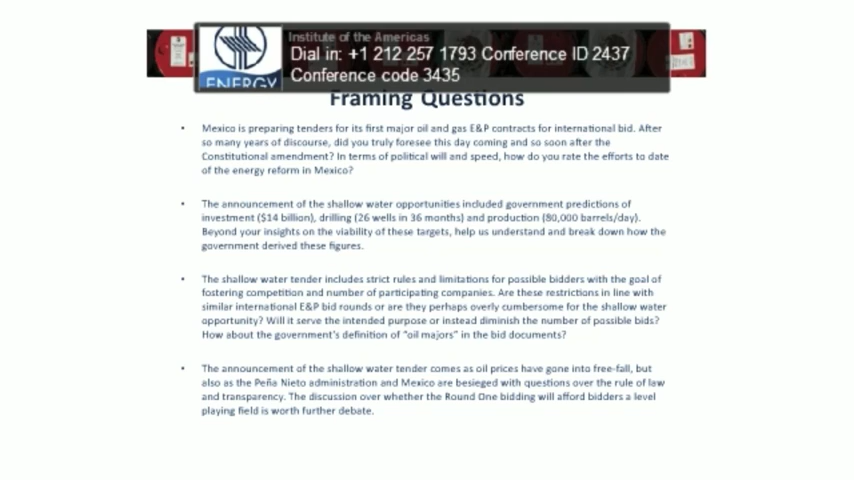 Institute of the Americas
Dial in: +1 212 257 1793 Conference ID 2437
Conference code 3435
ENERGY
Framing Questions
• Mexico is preparing tenders for its first major oil and gas E&P contracts for international bid. After
so many years of discourse, did you truly foresee this day coming and so soon after the
Constitutional amendment? In terms of political will and speed, how do you rate the efforts to date
of the energy reform in Mexico?
• The announcement of the shallow water opportunities included government predictions of
investment ($14 billion), drilling (26 wells in 36 months) and production (80,000 barrels/day).
Beyond your insights on the viability of these targets, help us understand and break down how the
government derived these figures.
• The shallow water tender includes strict rules and limitations for possible bidders with the goal of
fostering competition and number of participating companies. Are these restrictions in line with
similar international E&P bid rounds or are they perhaps overly cumbersome for the shallow water
opportunity? Will it serve the intended purpose or instead diminish the number of possible bids?
How about the government's definition of "oil majors" in the bid documents?
• The announcement of the shallow water tender comes as oil prices have gone into free-fall, but
also as the Peña Nieto administration and Mexico are besieged with questions over the rule of law
and transparency. The discussion over whether the Round One bidding will afford bidders a level
playing field is worth further debate.